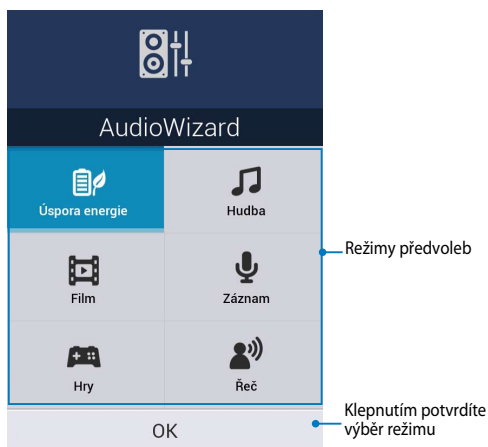 AudioWizard
Úspora energie
Hudba
Film
Záznam
Hry
Řeč
OK
Režimy předvoleb
Klepnutím potvrdíte
výběr režimu